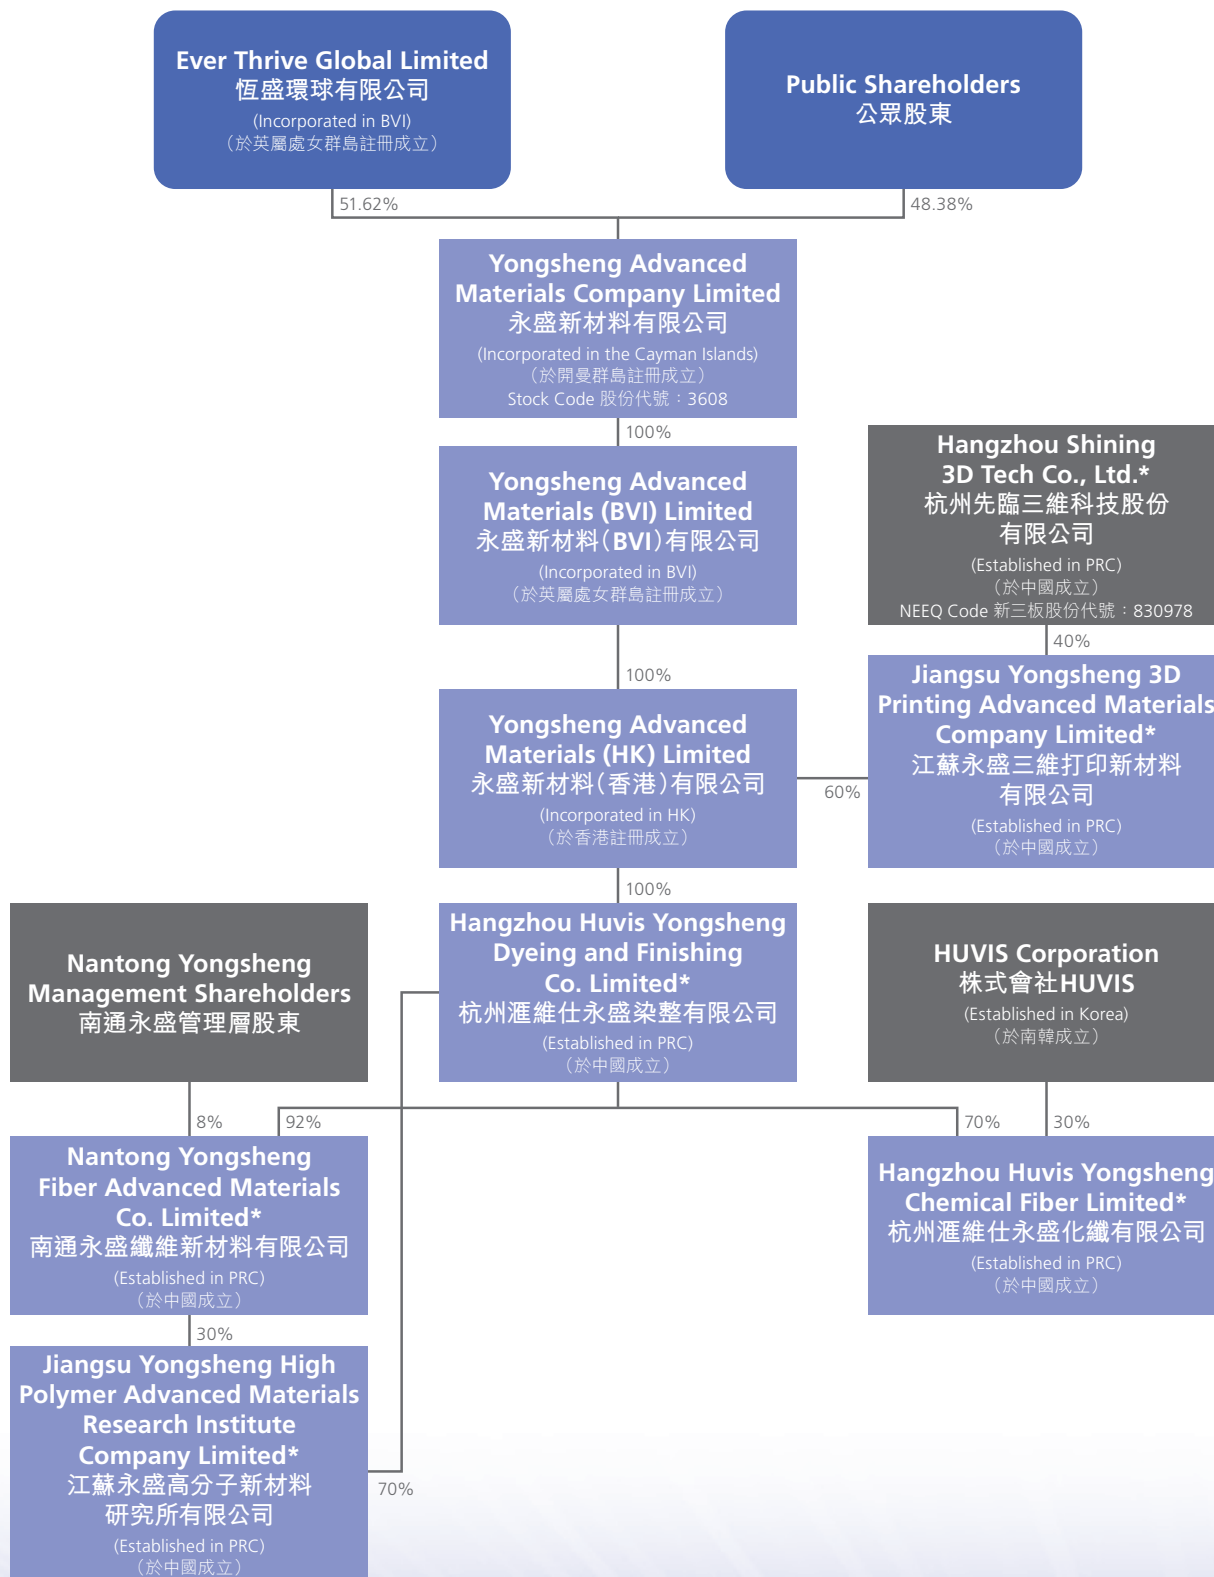 Ever Thrive Global Limited
恆盛環球有限公司
(Incorporated in BVI)
（於英屬處女群島註冊成立）
Public Shareholders
公眾股東
51.62%
48.38%
Yongsheng Advanced
Materials Company Limited
永盛新材料有限公司
(Incorporated in the Cayman Islands)
（於開曼群島註冊成立）
Stock Code 股份代號：3608
100%
Yongsheng Advanced
Materials (BVI) Limited
永盛新材料（BVI）有限公司
(Incorporated in BVI)
（於英屬處女群島註冊成立）
Hangzhou Shining
3D Tech Co., Ltd.*
杭州先臨三維科技股份
有限公司
(Established in PRC)
（於中國成立）
NEEQ Code 新三板股份代號：830978
100%
40%
Yongsheng Advanced
Materials (HK) Limited
永盛新材料（香港）有限公司
(Incorporated in HK)
（於香港註冊成立）
60%
Jiangsu Yongsheng 3D
Printing Advanced Materials
Company Limited*
江蘇永盛三維打印新材料
有限公司
(Established in PRC)
（於中國成立）
100%
Nantong Yongsheng
Management Shareholders
南通永盛管理層股東
Hangzhou Huvis Yongsheng
Dyeing and Finishing
Co. Limited*
杭州滙維仕永盛染整有限公司
(Established in PRC)
（於中國成立）
HUVIS Corporation
株式會社HUVIS
(Established in Korea)
（於南韓成立）
8%
92%
70%
30%
Nantong Yongsheng
Fiber Advanced Materials
Co. Limited*
南通永盛纖維新材料有限公司
(Established in PRC)
（於中國成立）
Hangzhou Huvis Yongsheng
Chemical Fiber Limited*
杭州滙維仕永盛化纖有限公司
(Established in PRC)
（於中國成立）
30%
Jiangsu Yongsheng High
Polymer Advanced Materials
Research Institute
Company Limited*
江蘇永盛高分子新材料
研究所有限公司
(Established in PRC)
（於中國成立）
70%